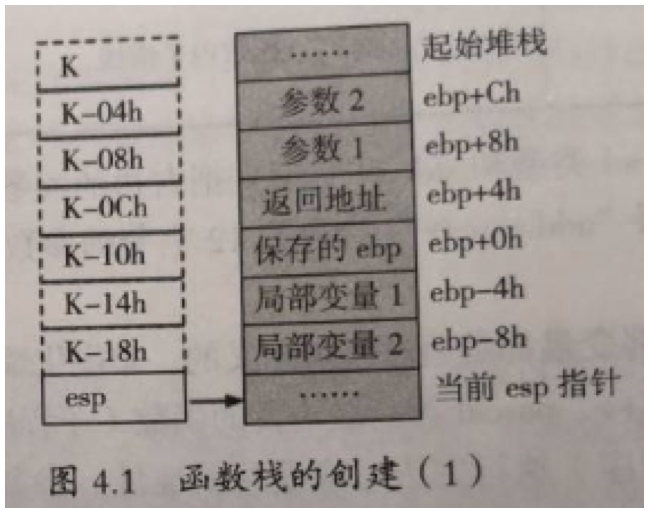 K …… 起始堆栈
K-04h 参数 2 ebp+Ch
K-08h 参数 1 ebp+8h
K-0Ch 返回地址 ebp+4h
K-10h 保存的 ebp ebp+0h
K-14h 局部变量 1 ebp-4h
K-18h 局部变量 2 ebp-8h
esp …… 当前 esp 指针
图 4.1 函数栈的创建（1）